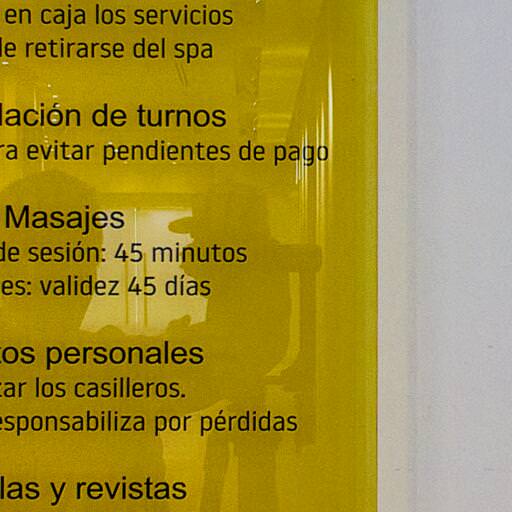 en caja los servicios
de retirarse del spa
lación de turnos
ra evitar pendientes de pago
Masajes
de sesión: 45 minutos
es: validez 45 días
tos personales
zar los casilleros.
esponsabiliza por pérdidas
las y revistas